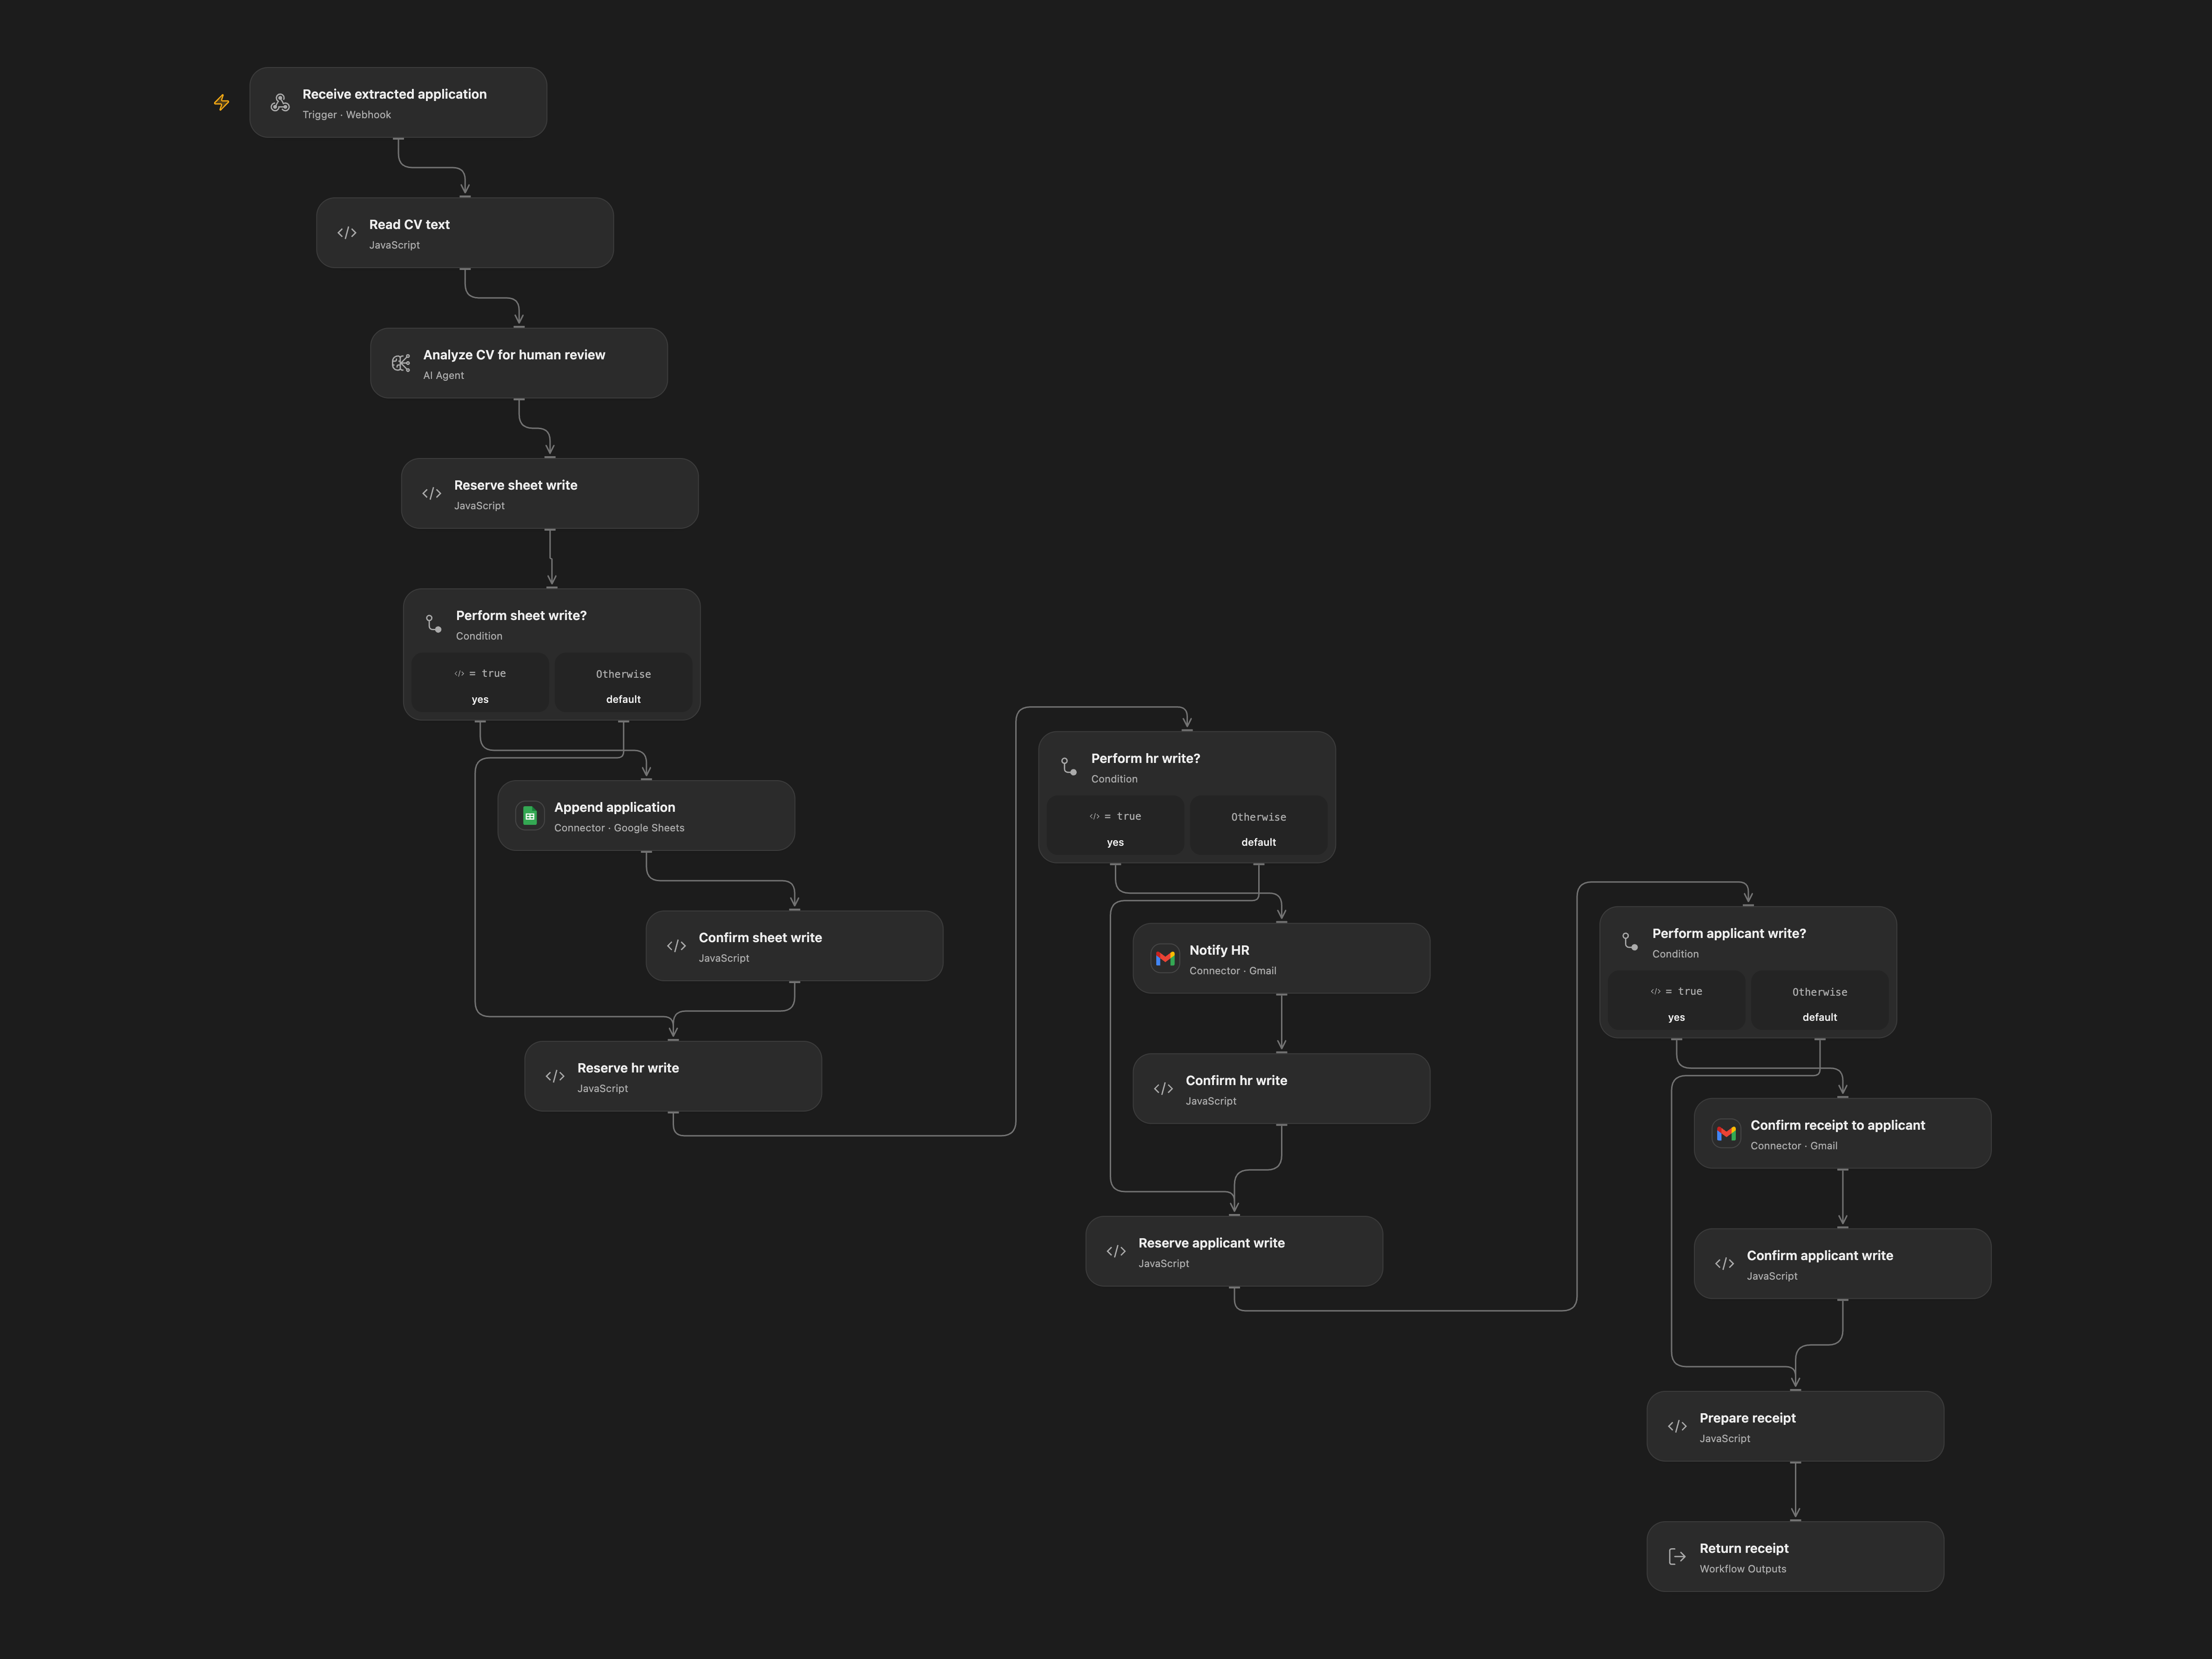 Receive extracted application
Trigger · Webhook
Read CV text
JavaScript
Analyze CV for human review
AI Agent
Reserve sheet write
JavaScript
Perform sheet write?
Condition
</> = true
Otherwise
yes
default
Append application
Connector · Google Sheets
Confirm sheet write
JavaScript
Reserve hr write
JavaScript
Perform hr write?
Condition
</> = true
Otherwise
yes
default
Notify HR
Connector · Gmail
Confirm hr write
JavaScript
Reserve applicant write
JavaScript
Perform applicant write?
Condition
</> = true
Otherwise
yes
default
Confirm receipt to applicant
Connector · Gmail
Confirm applicant write
JavaScript
Prepare receipt
JavaScript
Return receipt
Workflow Outputs